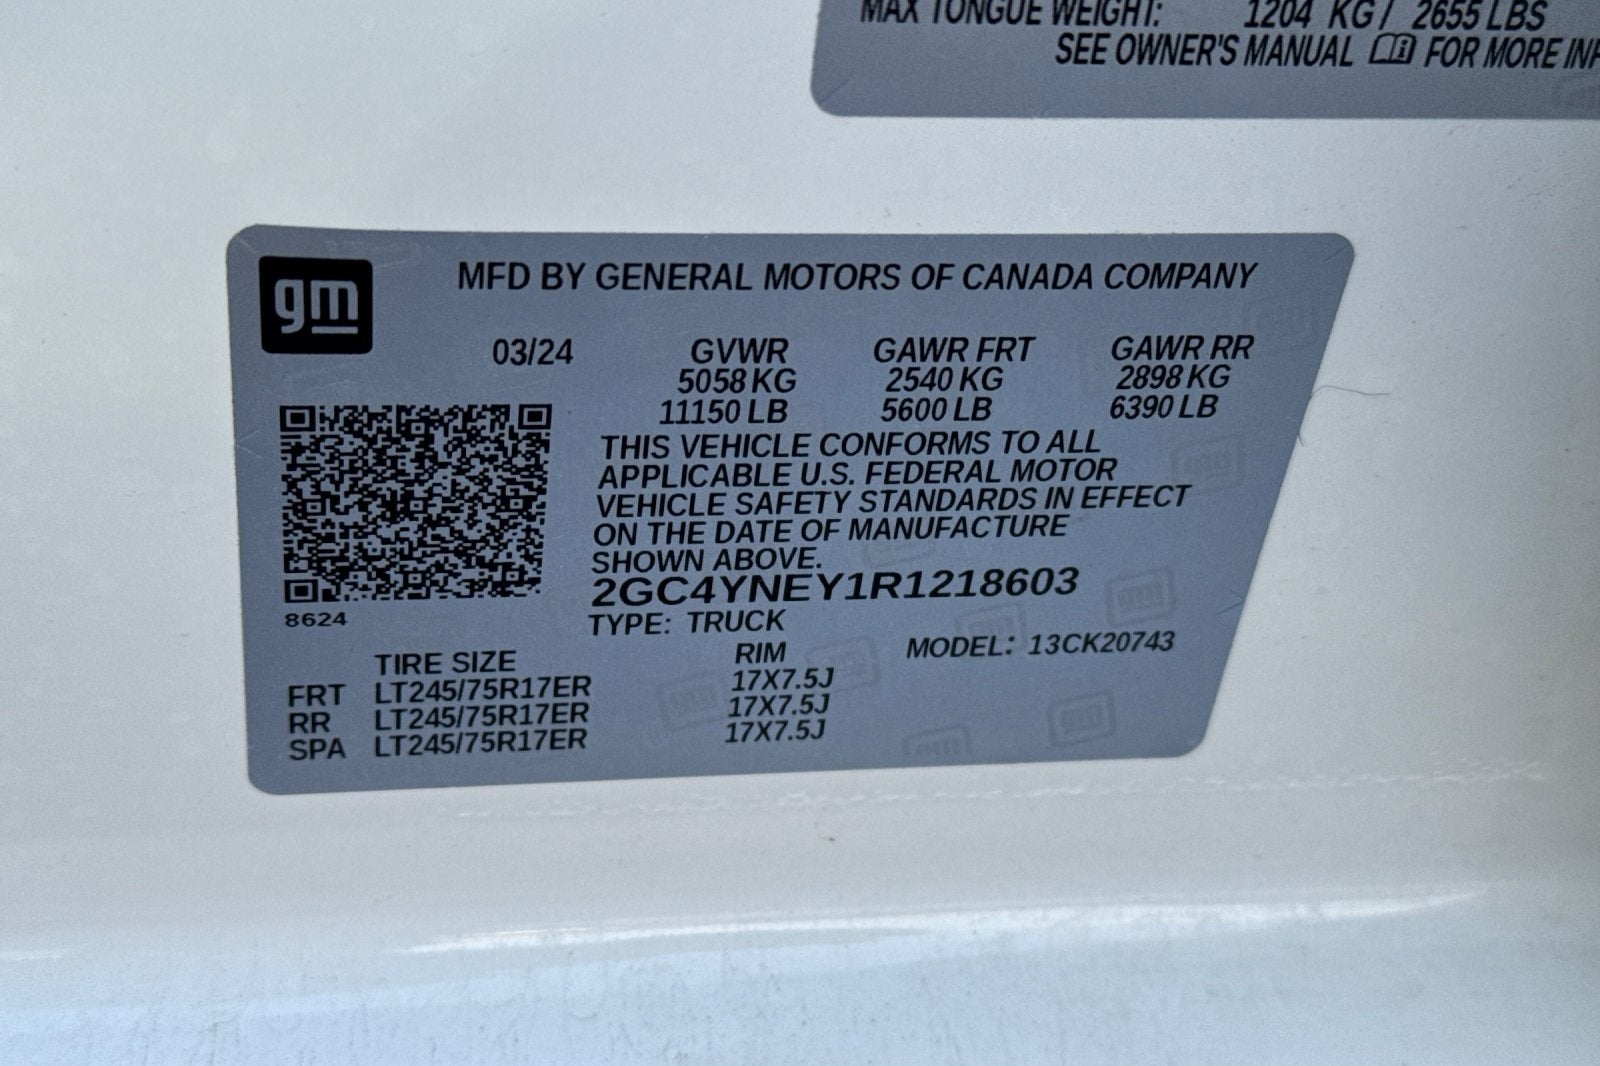 MAX TONGUE WEIGHT: 1204 KG / 2655 LBS
SEE OWNER'S MANUAL FOR MORE
gm
MFD BY GENERAL MOTORS OF CANADA COMPANY
03/24 GVWR GAWR FRT GAWR RR
5058 KG 2540 KG 2898 KG
11150 LB 5600 LB 6390 LB
THIS VEHICLE CONFORMS TO ALL
APPLICABLE U.S. FEDERAL MOTOR
VEHICLE SAFETY STANDARDS IN EFFECT
ON THE DATE OF MANUFACTURE
SHOWN ABOVE.
2GC4YNEY1R1218603
8624
TYPE: TRUCK
MODEL: 13CK20743
TIRE SIZE RIM
FRT LT245/75R17ER 17X7.5J
RR LT245/75R17ER 17X7.5J
SPA LT245/75R17ER 17X7.5J